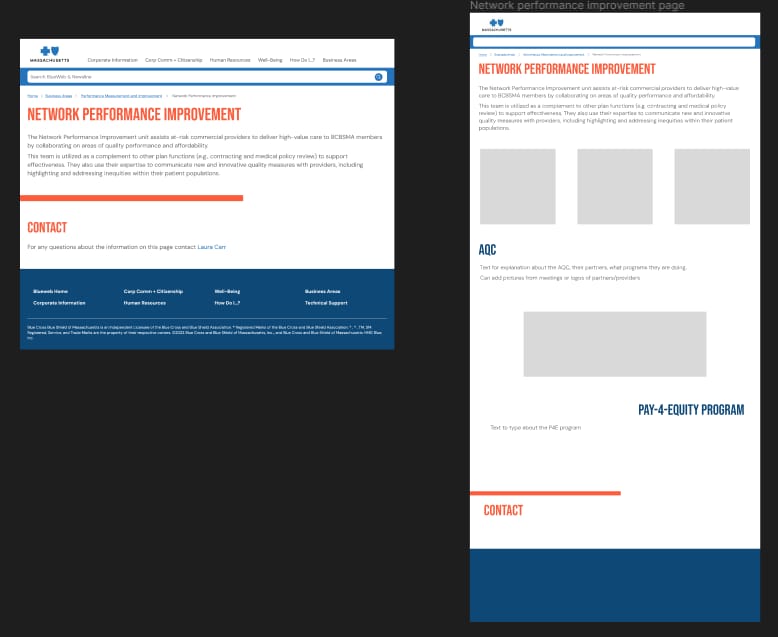 MASSACHUSETTS
Corporate Information Corp Comm + Citizenship Human Resources Well-Being How Do I...? Business Areas
Search BlueWeb & Newsline
Home > Business Areas > Performance Measurement and Improvement > Network Performance Improvement
NETWORK PERFORMANCE IMPROVEMENT
The Network Performance Improvement unit assists at-risk commercial providers to deliver high-value care to BCBSMA members
by collaborating on areas of quality performance and affordability.
This team is utilized as a complement to other plan functions (e.g. contracting and medical policy review) to support
effectiveness. They also use their expertise to communicate new and innovative quality measures with providers, including
highlighting and addressing inequities within their patient populations.
CONTACT
For any questions about the information on this page contact Laura Carr
Blueweb Home Corp Comm + Citizenship Well-Being Business Areas
Corporate Information Human Resources How Do I...? Technical Support
Blue Cross Blue Shield of Massachusetts is an Independent Licensee of the Blue Cross and Blue Shield Association. ® Registered Marks of the Blue Cross and Blue Shield Association. ®, ® , TM, SM
Registered, Service, and Trade Marks are the property of their respective owners. ©2023 Blue Cross and Blue Shield of Massachusetts, Inc., and Blue Cross and Blue Shield of Massachusetts HMO Blue,
Inc.
Network performance improvement page
MASSACHUSETTS
Home > Business Areas > Performance Measurement and Improvement > Network Performance Improvement
NETWORK PERFORMANCE IMPROVEMENT
The Network Performance Improvement unit assists at-risk commercial providers to deliver high-value
care to BCBSMA members by collaborating on areas of quality performance and affordability.
This team is utilized as a complement to other plan functions (e.g. contracting and medical policy
review) to support effectiveness. They also use their expertise to communicate new and innovative
quality measures with providers, including highlighting and addressing inequities within their patient
populations.
AQC
Text for explanation about the AQC, their partners, what programs they are doing.
Can add pictures from meetings or logos of partners/providers
PAY-4-EQUITY PROGRAM
Text to type about the P4E program
CONTACT